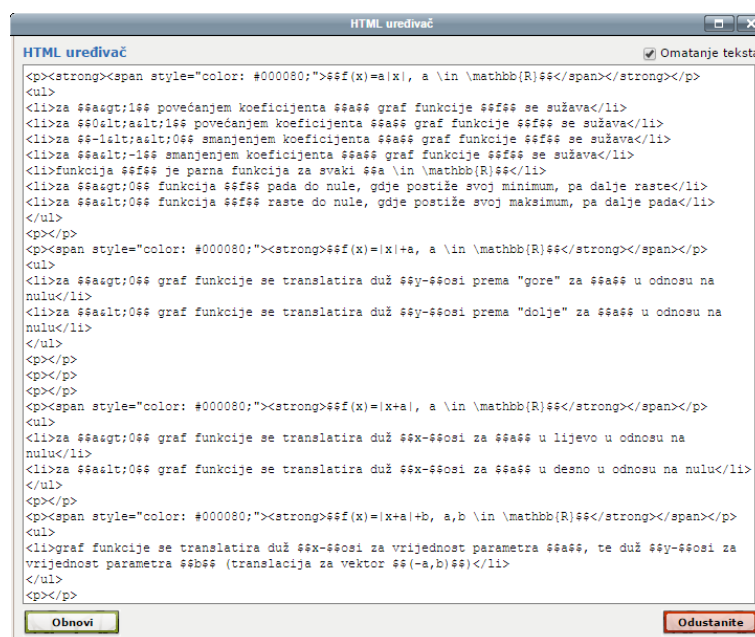 HTML uređivač
HTML uređivač
Omatanje teksta
<p><strong><span style="color: #000080;">$$f(x)=a|x|, a \in \mathbb{R}$$</span></strong></p>
<ul>
<li>za $$a&gt;1$$ povećanjem koeficijenta $$a$$ graf funkcije $$f$$ se sužava</li>
<li>za $$0&lt;a&lt;1$$ povećanjem koeficijenta $$a$$ graf funkcije $$f$$ se sužava</li>
<li>za $$-1&lt;a&lt;0$$ smanjenjem koeficijenta $$a$$ graf funkcije $$f$$ se sužava</li>
<li>za $$a&lt;-1$$ smanjenjem koeficijenta $$a$$ graf funkcije $$f$$ se sužava</li>
<li>funkcija $$f$$ je parna funkcija za svaki $$a \in \mathbb{R}$$</li>
<li>za $$a&gt;0$$ funkcija $$f$$ pada do nule, gdje postiže svoj minimum, pa dalje raste</li>
<li>za $$a&lt;0$$ funkcija $$f$$ raste do nule, gdje postiže svoj maksimum, pa dalje pada</li>
</ul>
<p></p>
<p><span style="color: #000080;"><strong>$$f(x)=|x|+a, a \in \mathbb{R}$$</strong></span></p>
<ul>
<li>za $$a&gt;0$$ graf funkcije se translatira duž $$y-$$osi prema "gore" za $$a$$ u odnosu na
nulu</li>
<li>za $$a&lt;0$$ graf funkcije se translatira duž $$y-$$osi prema "dolje" za $$a$$ u odnosu na
nulu</li>
</ul>
<p></p>
<p></p>
<p></p>
<p><span style="color: #000080;"><strong>$$f(x)=|x+a|, a \in \mathbb{R}$$</strong></span></p>
<ul>
<li>za $$a&gt;0$$ graf funkcije se translatira duž $$x-$$osi za $$a$$ u lijevo u odnosu na
nulu</li>
<li>za $$a&lt;0$$ graf funkcije se translatira duž $$x-$$osi za $$a$$ u desno u odnosu na nulu</li>
</ul>
<p></p>
<p><span style="color: #000080;"><strong>$$f(x)=|x+a|+b, a,b \in \mathbb{R}$$</strong></span></p>
<ul>
<li>graf funkcije se translatira duž $$x-$$osi za vrijednost parametra $$a$$, te duž $$y-$$osi za
vrijednost parametra $$b$$ (translacija za vektor $$(-a,b)$$)</li>
</ul>
<p></p>
Obnovi
Odustanite